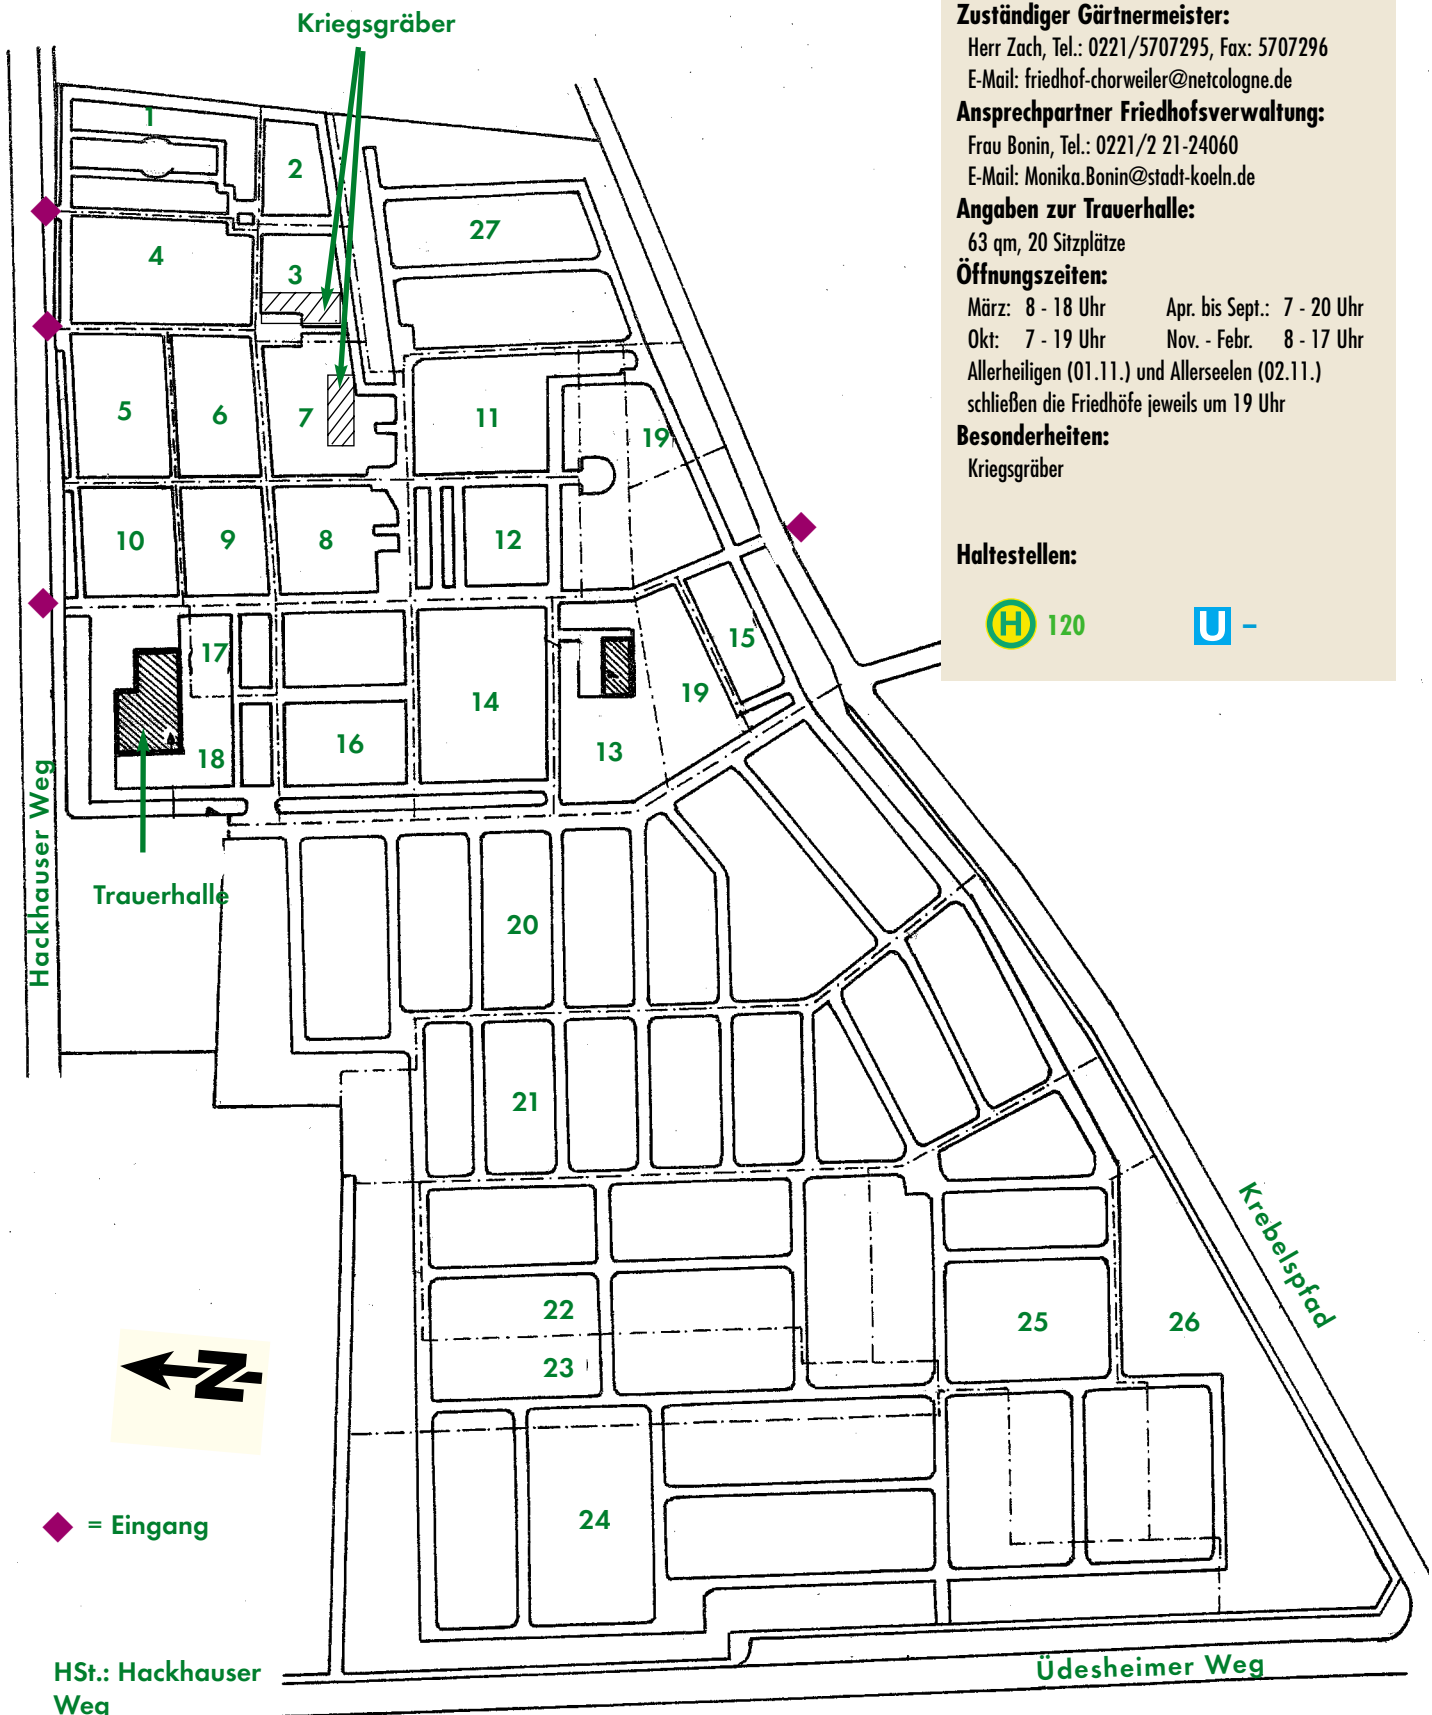 Kriegsgräber
Zuständiger Gärtnermeister:
Herr Zach, Tel.: 0221/5707295, Fax: 5707296
E-Mail: friedhof-chorweiler@netcologne.de
Ansprechpartner Friedhofsverwaltung:
Frau Bonin, Tel.: 0221/2 21-24060
E-Mail: Monika.Bonin@stadt-koeln.de
Angaben zur Trauerhalle:
63 qm, 20 Sitzplätze
Öffnungszeiten:
März: 8 - 18 Uhr Apr. bis Sept.: 7 - 20 Uhr
Okt: 7 - 19 Uhr Nov. - Febr. 8 - 17 Uhr
Allerheiligen (01.11.) und Allerseelen (02.11.)
schließen die Friedhöfe jeweils um 19 Uhr
Besonderheiten:
Kriegsgräber
Haltestellen:
H 120 U –
1
2
27
4
3
5
6
7
11
19
10
9
8
12
17
15
14
19
18
16
13
Hackhauser Weg
Trauerhalle
20
21
Krebelspfad
22
25
26
23
N
24
= Eingang
HSt.: Hackhauser
Weg
Üdesheimer Weg